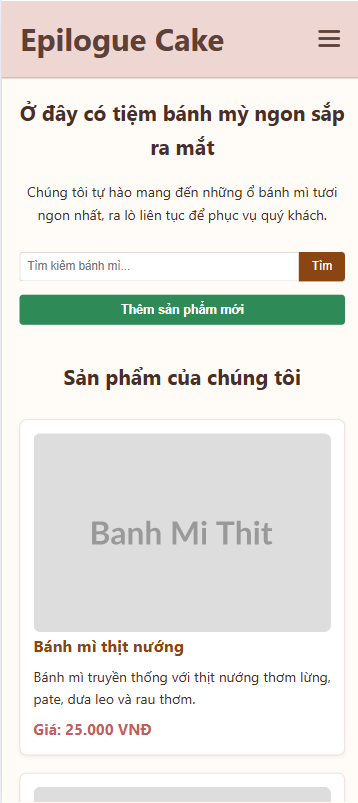 Epilogue Cake
Ở đây có tiệm bánh mỳ ngon sắp
ra mắt
Chúng tôi tự hào mang đến những ổ bánh mì tươi
ngon nhất, ra lò liên tục để phục vụ quý khách.
Tìm kiếm bánh mì...
Tìm
Thêm sản phẩm mới
Sản phẩm của chúng tôi
Banh Mi Thit
Bánh mì thịt nướng
Bánh mì truyền thống với thịt nướng thơm lừng,
pate, dưa leo và rau thơm.
Giá: 25.000 VNĐ